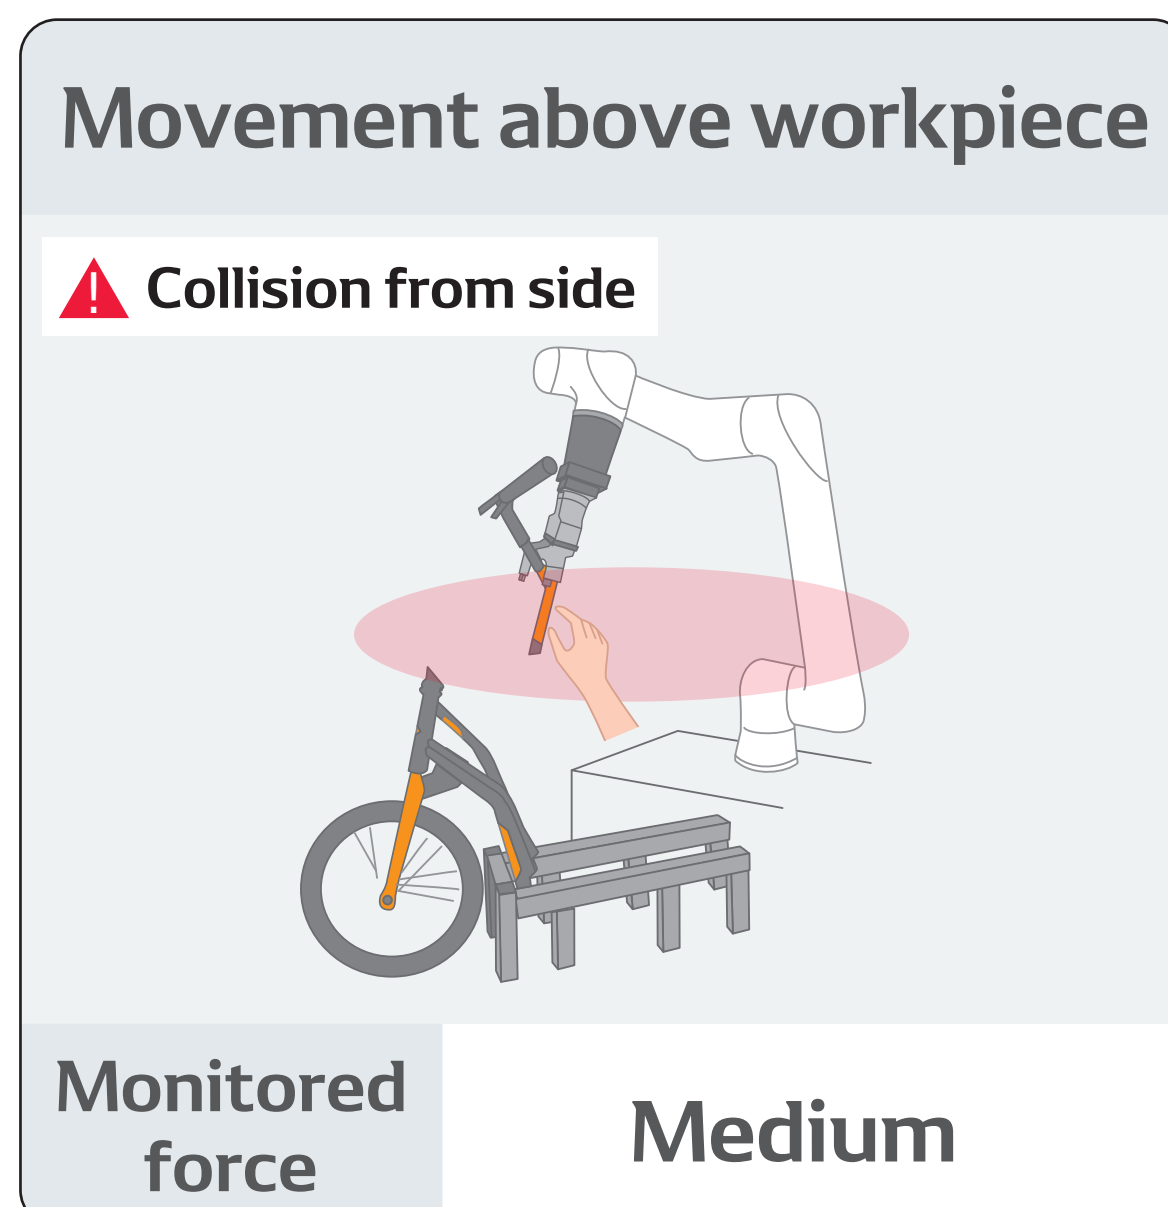 Movement above workpiece
Collision from side
Monitored
force
Medium